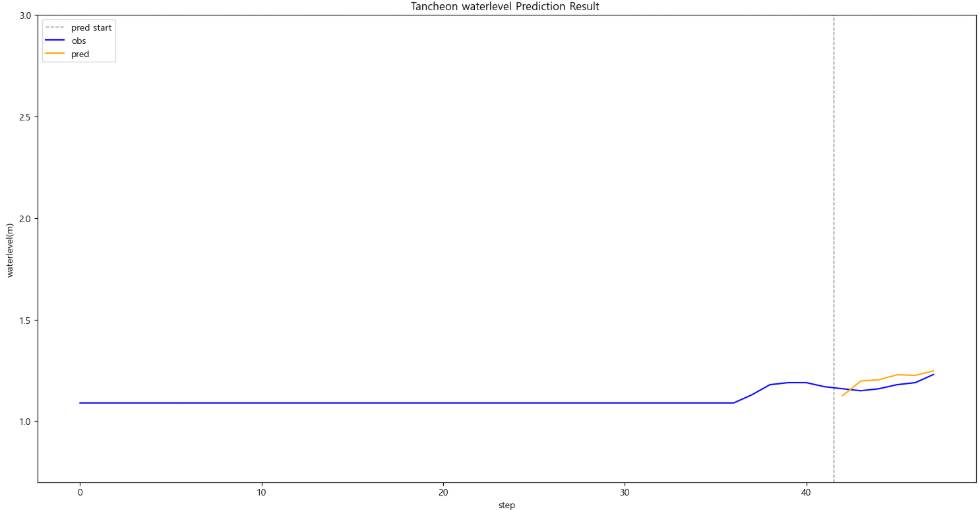 Tancheon waterlevel Prediction Result
pred start
obs
pred
3.0
2.5
2.0
1.5
1.0
waterlevel(m)
0 10 20 30 40
step